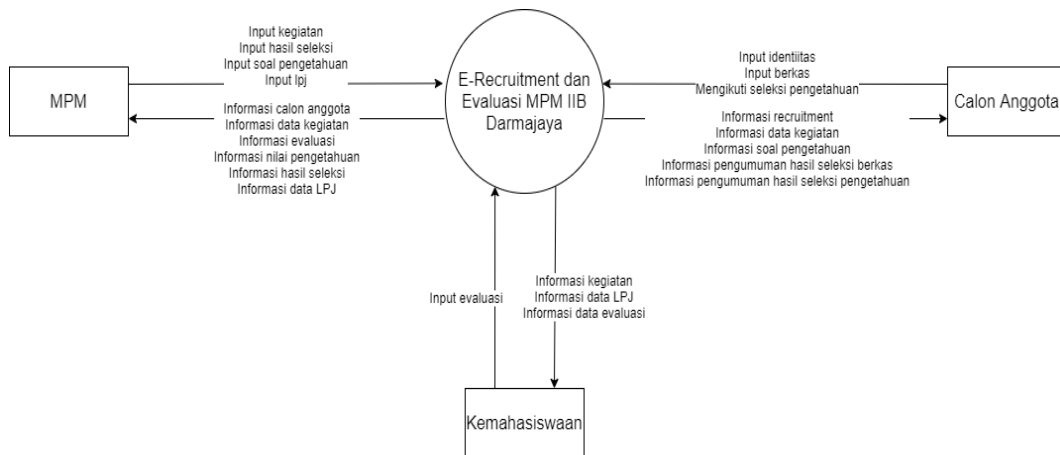 Input kegiatan
Input hasil seleksi
Input soal pengetahuan
Input lpj
MPM
Informasi calon anggota
Informasi data kegiatan
Informasi evaluasi
Informasi nilai pengetahuan
Informasi hasil seleksi
Informasi data LPJ
E-Recruitment dan
Evaluasi MPM IIB
Darmajaya
Input identiitas
Input berkas
Mengikuti seleksi pengetahuan
Calon Anggota
Informasi recruitment
Informasi data kegiatan
Informasi soal pengetahuan
Informasi pengumuman hasil seleksi berkas
Informasi pengumuman hasil seleksi pengetahuan
Input evaluasi
Informasi kegiatan
Informasi data LPJ
Informasi data evaluasi
Kemahasiswaan